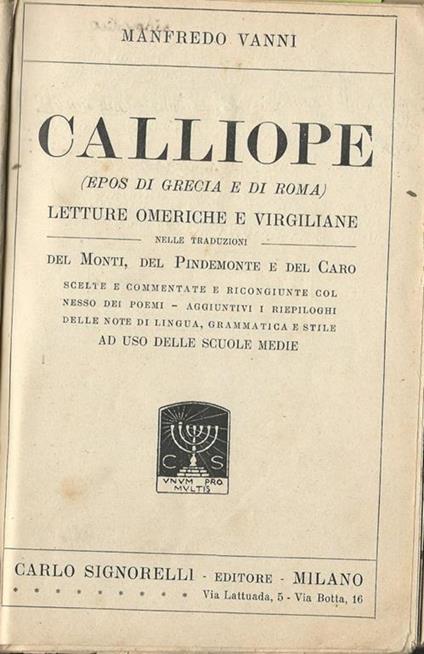 MANFREDO VANNI
CALLIOPE
(EPOS DI GRECIA E DI ROMA)
LETTURE OMERICHE E VIRGILIANE
NELLE TRADUZIONI
DEL MONTI, DEL PINDEMONTE E DEL CARO
SCELTE E COMMENTATE E RICONGIUNTE COL
NESSO DEI POEMI - AGGIUNTIVI I RIEPILOGHI
DELLE NOTE DI LINGUA, GRAMMATICA E STILE
AD USO DELLE SCUOLE MEDIE
C S
VNVM PRO
MVLTIS
CARLO SIGNORELLI - EDITORE - MILANO
Via Lattuada, 5 - Via Botta, 16